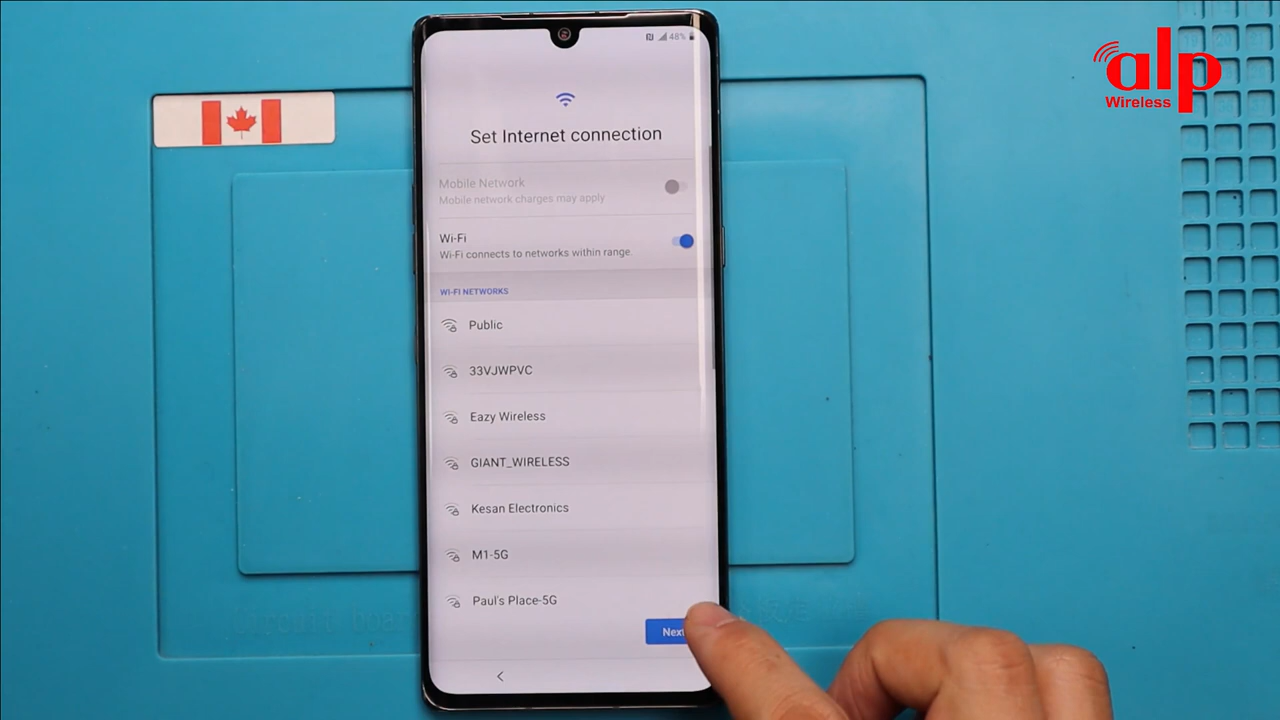 alp
Wireless
48%
Set Internet connection
Mobile Network
Mobile network charges may apply
Wi-Fi
Wi-Fi connects to networks within range
WI-FI NETWORKS
Public
33VJWPVC
Eazy Wireless
GIANT_WIRELESS
Kesan Electronics
M1-5G
Paul's Place-5G
Next